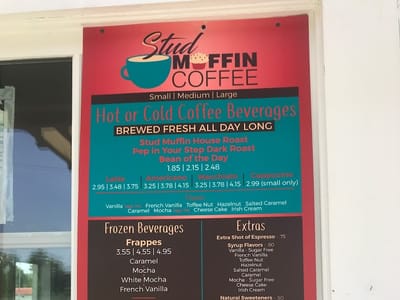 Stud
MUFFIN
COFFEE
Small | Medium | Large
Hot or Cold Coffee Beverages
BREWED FRESH ALL DAY LONG
Stud Muffin House Roast
Pep in Your Step Dark Roast
Bean of the Day
1.85 | 2.15 | 2.48
Latte Americano Macchiato Cappuccino
2.95 | 3.48 | 3.75 3.25 | 3.78 | 4.15 3.25 | 3.78 | 4.15 2.99 (small only)
Vanilla French Vanilla Toffee Nut Hazelnut Salted Caramel
Caramel Mocha Cheese Cake Irish Cream
Frozen Beverages
Frappes
3.55 | 4.55 | 4.95
Caramel
Mocha
White Mocha
French Vanilla
Extras
Extra Shot of Espresso .75
Syrup Flavors .50
Vanilla - Sugar Free
French Vanilla
Toffee Nut
Hazelnut
Salted Caramel
Caramel
Mocha - Sugar Free
Cheese Cake
Irish Cream
Natural Sweeteners .50